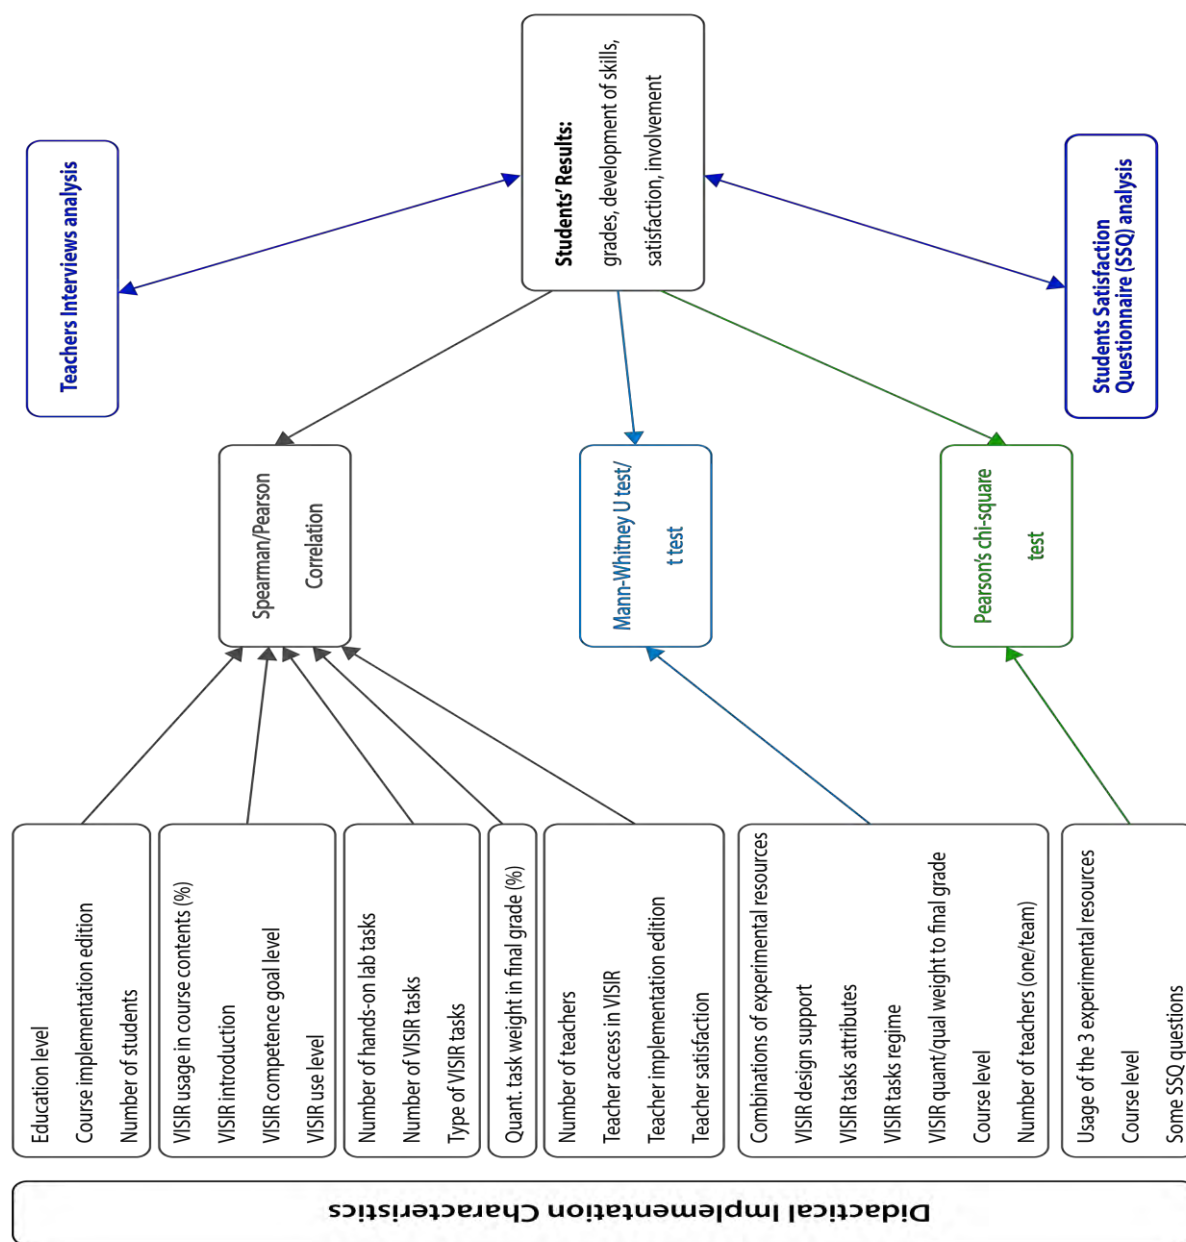 Didactical Implementation Characteristics
Education level
Course implementation edition
Number of students
VISIR usage in course contents (%)
VISIR introduction
VISIR competence goal level
VISIR use level
Number of hands-on lab tasks
Number of VISIR tasks
Type of VISIR tasks
Quant. task weight in final grade (%)
Number of teachers
Teacher access in VISIR
Teacher implementation edition
Teacher satisfaction
Combinations of experimental resources
VISIR design support
VISIR tasks attributes
VISIR tasks regime
VISIR quant/qual weight to final grade
Course level
Number of teachers (one/team)
Usage of the 3 experimental resources
Course level
Some SSQ questions
Spearman/Pearson
Correlation
Mann-Whitney U test/
t test
Pearson's chi-square
test
Teachers Interviews analysis
Students' Results:
grades, development of skills,
satisfaction, involvement
Students Satisfaction
Questionnaire (SSQ) analysis